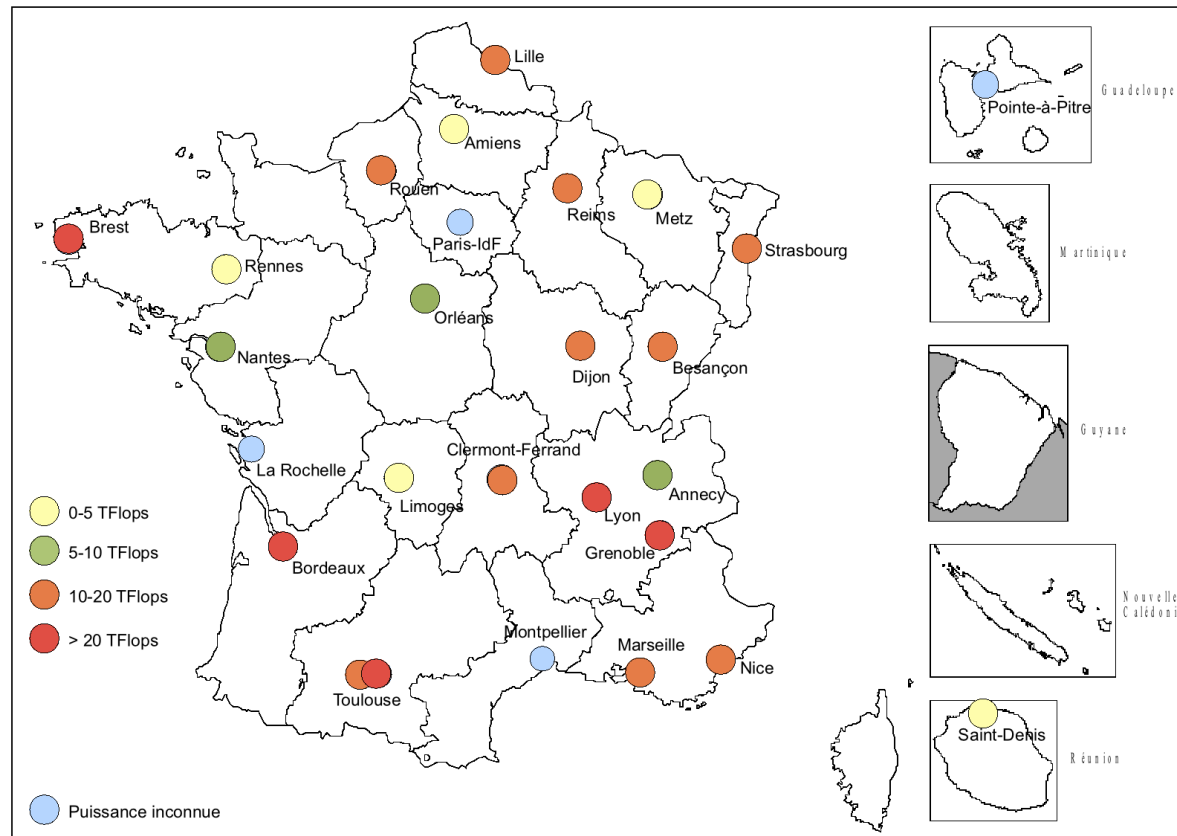 Lille
Amiens
Rouen
Reims
Metz
Paris-IdF
Strasbourg
Brest
Rennes
Orléans
Nantes
Dijon
Besançon
La Rochelle
Clermont-Ferrand
Limoges
Annecy
Lyon
Grenoble
Bordeaux
Montpellier
Marseille
Nice
Toulouse
0-5 TFlops
5-10 TFlops
10-20 TFlops
> 20 TFlops
Puissance inconnue
Pointe-à-Pitre
Guadeloupe
Martinique
Guyane
Nouvelle
Calédoni
Saint-Denis
Réunion